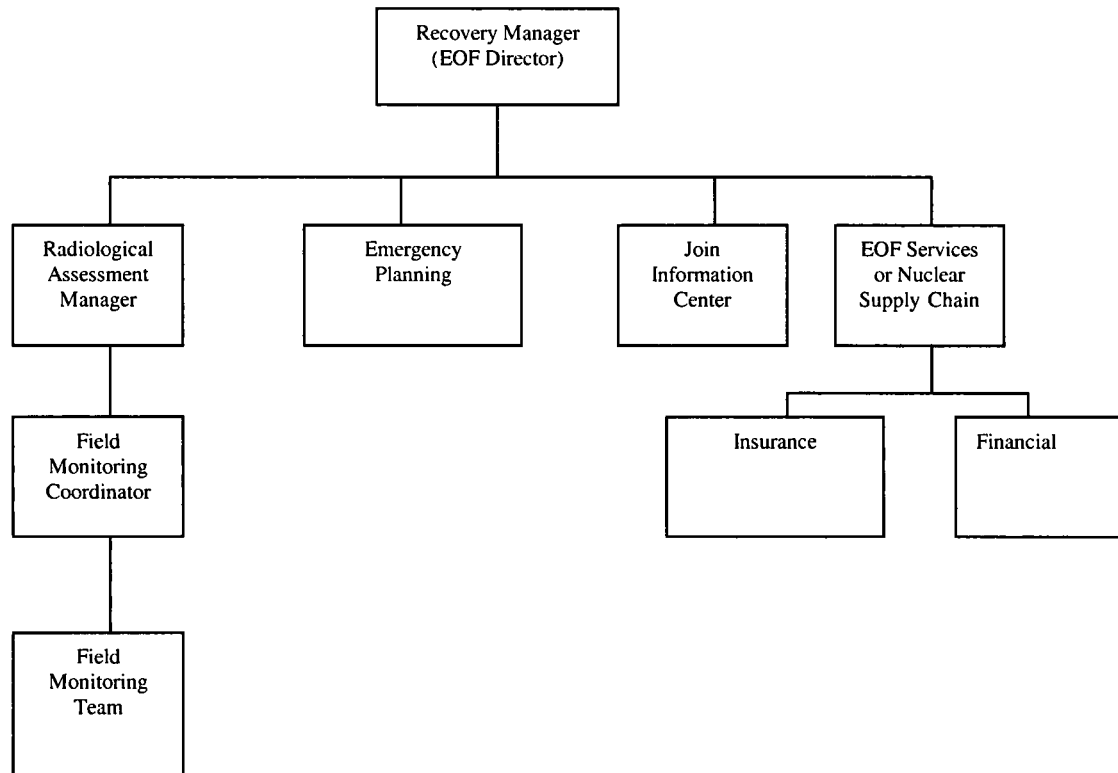 Recovery Manager
(EOF Director)
Radiological
Assessment
Manager
Emergency
Planning
Join
Information
Center
EOF Services
or Nuclear
Supply Chain
Field
Monitoring
Coordinator
Insurance
Financial
Field
Monitoring
Team